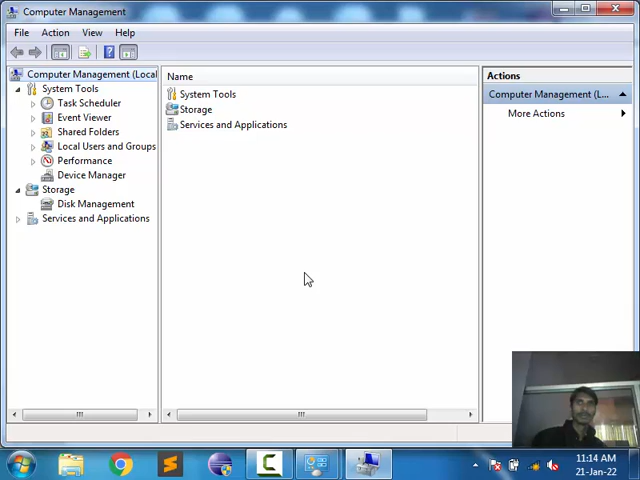 Computer Management
File Action View Help
Computer Management (Local
System Tools
Task Scheduler
Event Viewer
Shared Folders
Local Users and Groups
Performance
Device Manager
Storage
Disk Management
Services and Applications
Name
System Tools
Storage
Services and Applications
Actions
Computer Management (L...
More Actions
11:14 AM
21-Jan-22